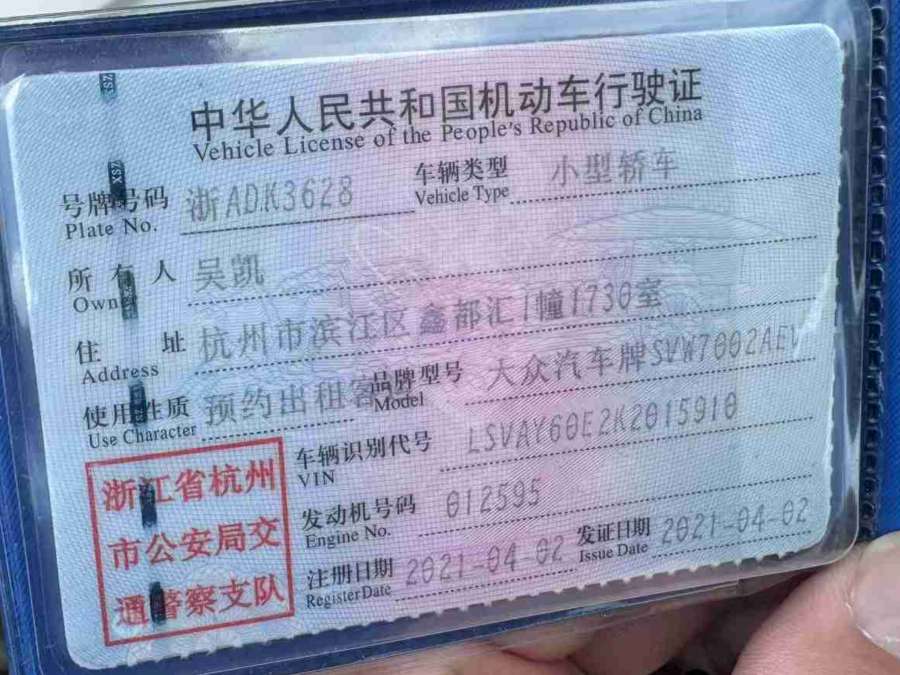 中华人民共和国机动车行驶证
Vehicle License of the People's Republic of China
号牌号码 浙ADK3628 车辆类型 小型轿车
Plate No. Vehicle Type
所有人 吴凯
Owner
住址 杭州市滨江区鑫都汇1幢1730室
Address
使用性质 预约出租客 品牌型号 大众汽车牌SVW7002AEV
Use Character Model
车辆识别代号 LSVAY60E2K2015910
VIN
发动机号码 012595
Engine No.
注册日期 2021-04-02 发证日期 2021-04-02
Register Date Issue Date
浙江省杭州
市公安局交
通警察支队